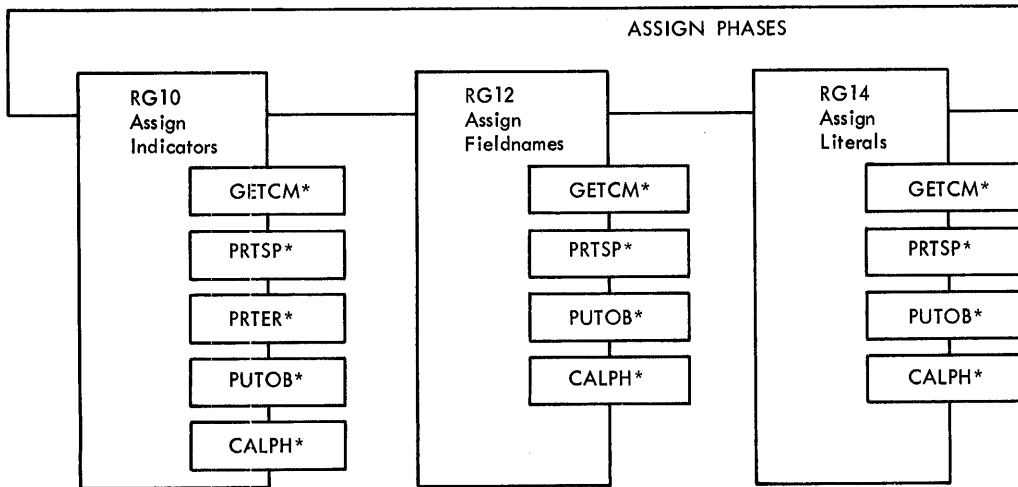 ASSIGN PHASES
RG10
Assign
Indicators
GETCM*
PRTSP*
PRTER*
PUTOB*
CALPH*
RG12
Assign
Fieldnames
GETCM*
PRTSP*
PUTOB*
CALPH*
RG14
Assign
Literals
GETCM*
PRTSP*
PUTOB*
CALPH*